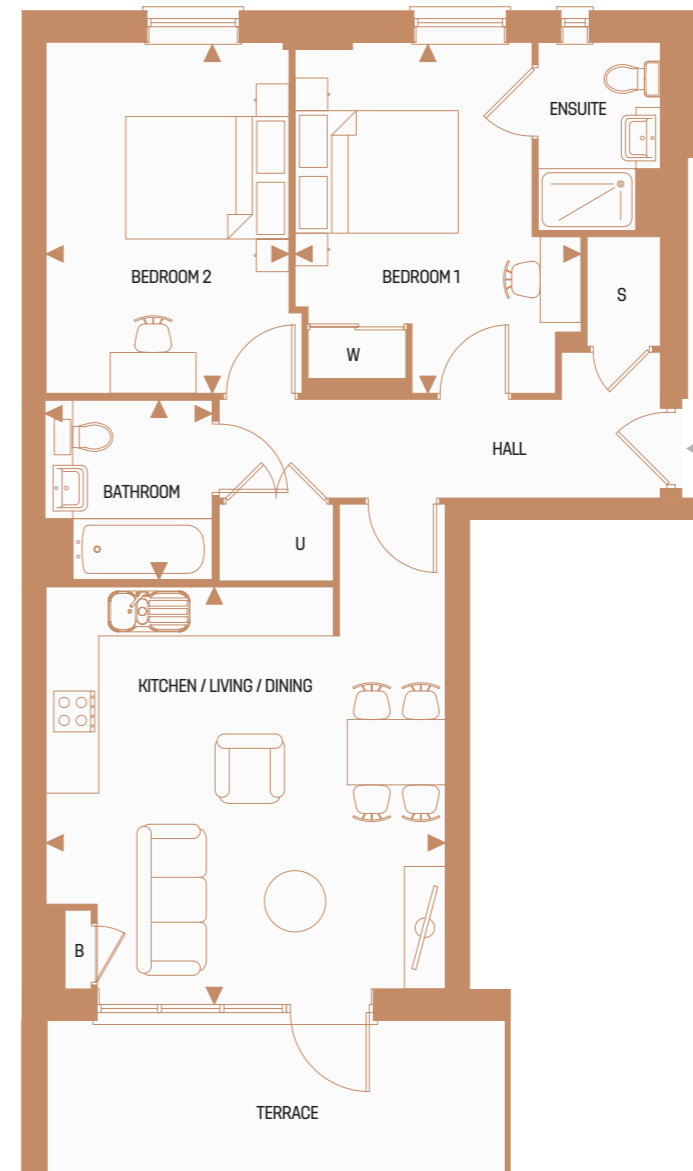 ENSUITE
BEDROOM 2
BEDROOM 1
S
W
HALL
BATHROOM
U
KITCHEN / LIVING / DINING
B
TERRACE